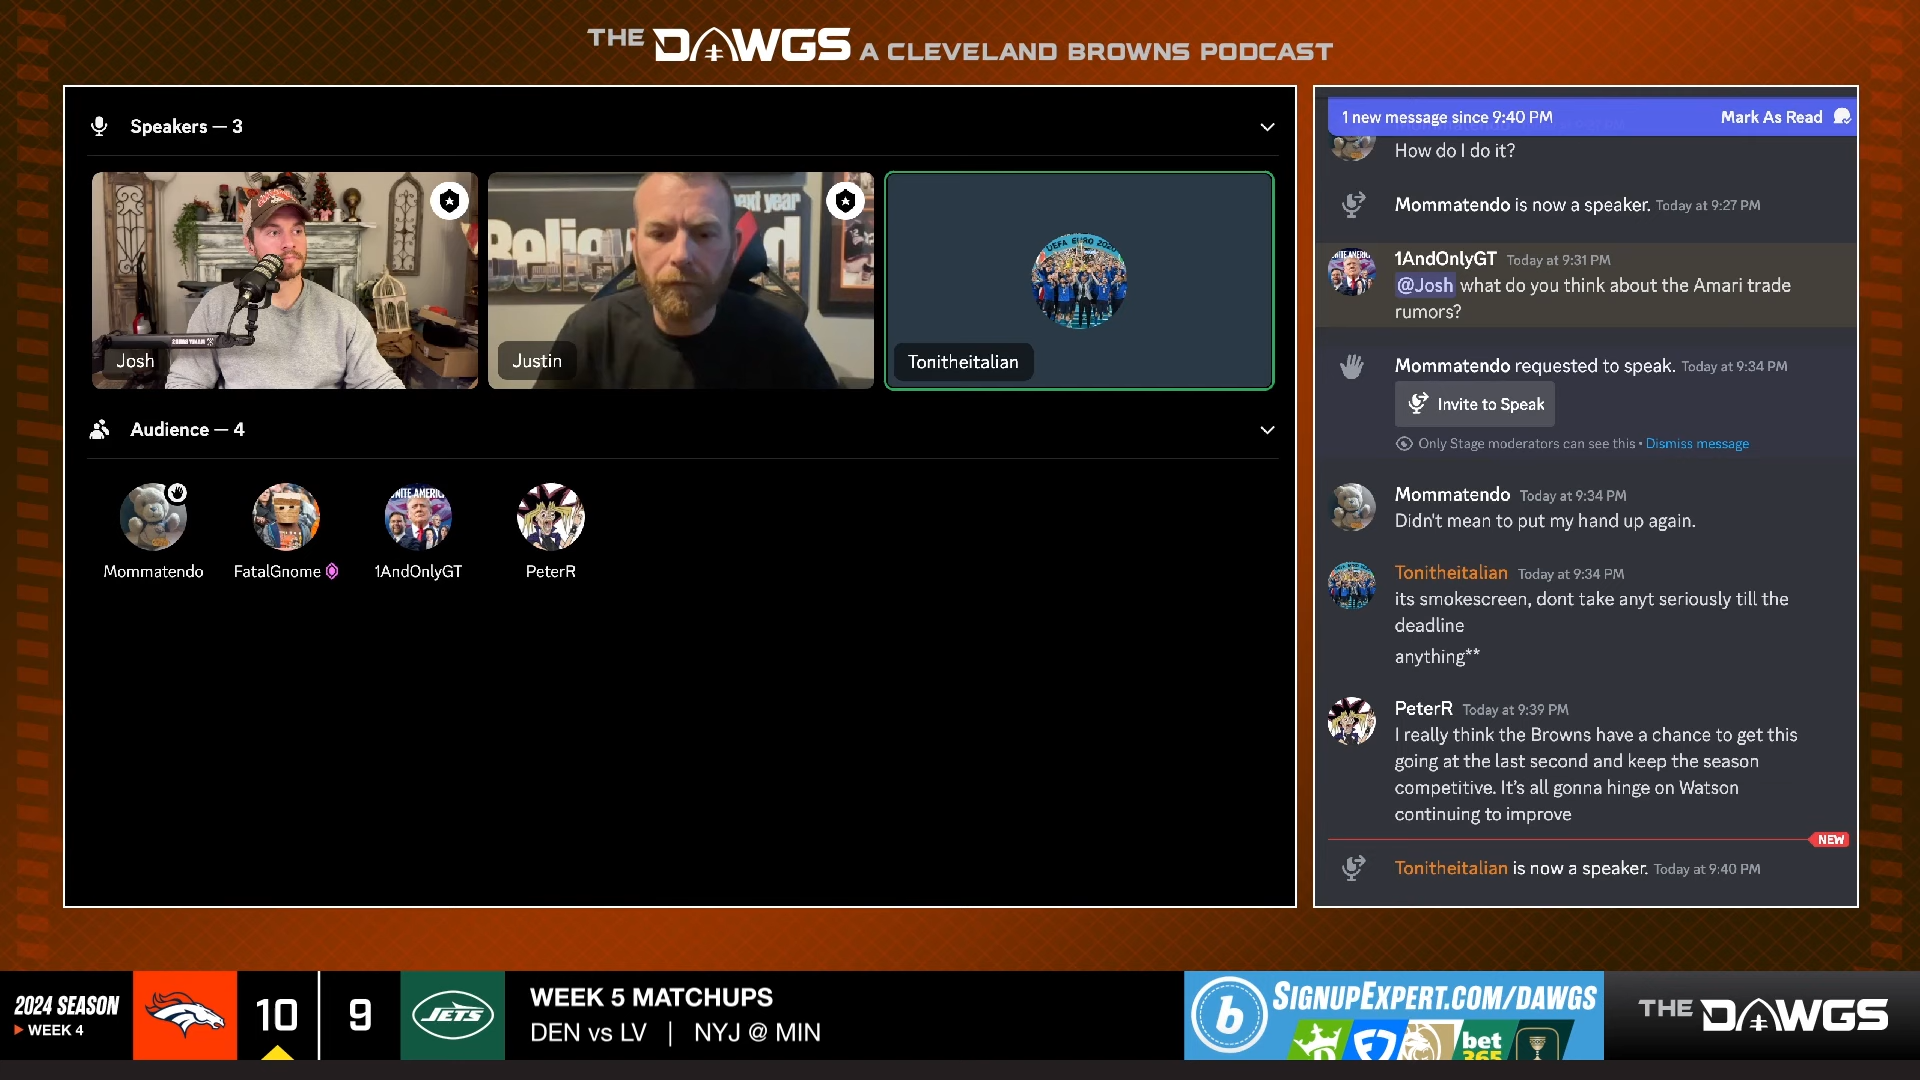 THE DAWGS A CLEVELAND BROWNS PODCAST
Speakers — 3
Josh
Justin
UEFA EURO 2020
Tonitheitalian
Audience — 4
Mommatendo
FatalGnome
1AndOnlyGT
PeterR
1 new message since 9:40 PM
Mark As Read
How do I do it?
Mommatendo is now a speaker. Today at 9:27 PM
1AndOnlyGT Today at 9:31 PM
@Josh what do you think about the Amari trade
rumors?
Mommatendo requested to speak. Today at 9:34 PM
Invite to Speak
Only Stage moderators can see this • Dismiss message
Mommatendo Today at 9:34 PM
Didn't mean to put my hand up again.
Tonitheitalian Today at 9:34 PM
its smokescreen, dont take anyt seriously till the
deadline
anything**
PeterR Today at 9:39 PM
I really think the Browns have a chance to get this
going at the last second and keep the season
competitive. It's all gonna hinge on Watson
continuing to improve
NEW
Tonitheitalian is now a speaker. Today at 9:40 PM
2024 SEASON
WEEK 4
10
9
JETS
WEEK 5 MATCHUPS
DEN vs LV | NYJ @ MIN
b
SIGNUPEXPERT.COM/DAWGS
bet
365
THE DAWGS